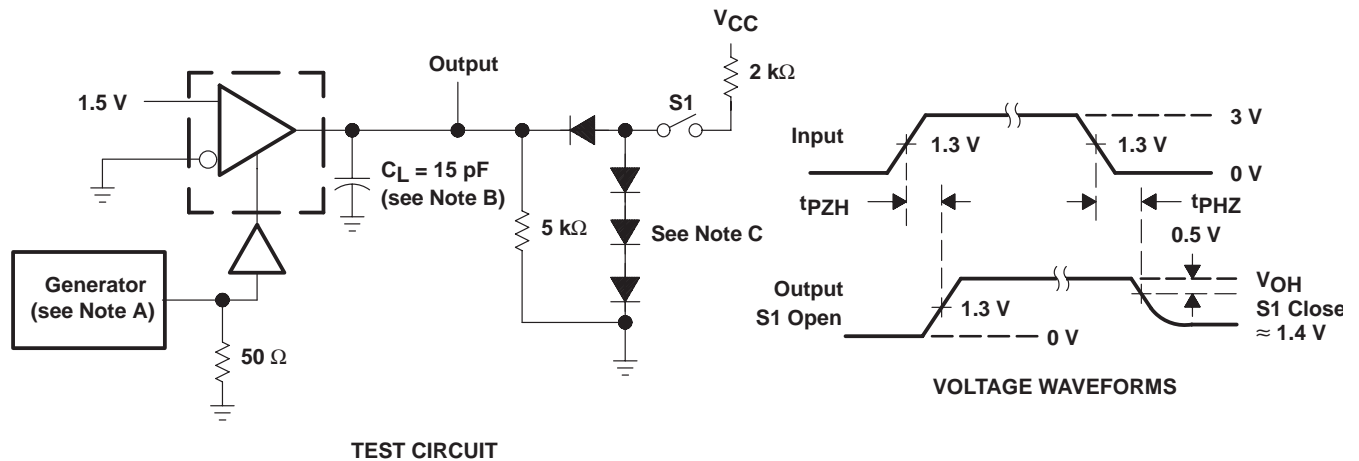 VCC
2 kΩ
Output
S1
1.5 V
CL = 15 pF
(see Note B)
5 kΩ
See Note C
Generator
(see Note A)
50 Ω
TEST CIRCUIT
3 V
Input
1.3 V
1.3 V
0 V
tPZH
tPHZ
0.5 V
VOH
Output
S1 Open
1.3 V
S1 Close
≈ 1.4 V
0 V
VOLTAGE WAVEFORMS